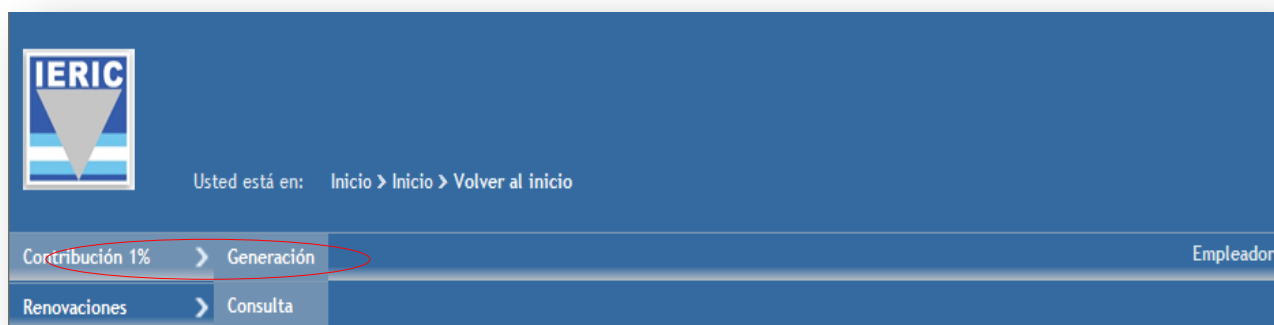 IERIC
Usted está en: Inicio > Inicio > Volver al inicio
Contribución 1% > Generación Empleador
Renovaciones > Consulta